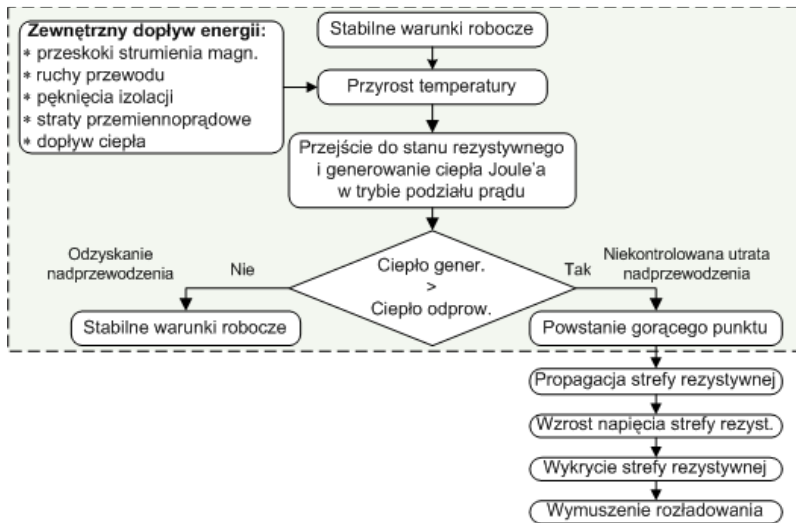 Zewnętrzny dopływ energii:
* przeskoki strumienia magn.
* ruchy przewodu
* pęknięcia izolacji
* straty przemiennoprądowe
* dopływ ciepła
Stabilne warunki robocze
Przyrost temperatury
Przejście do stanu rezystywnego
i generowanie ciepła Joule'a
w trybie podziału prądu
Ciepło gener.
>
Ciepło odprow.
Odzyskanie
nadprzewodzenia
Nie
Stabilne warunki robocze
Tak
Niekontrolowana utrata
nadprzewodzenia
Powstanie gorącego punktu
Propagacja strefy rezystywnej
Wzrost napięcia strefy rezyst.
Wykrycie strefy rezystywnej
Wymuszenie rozładowania